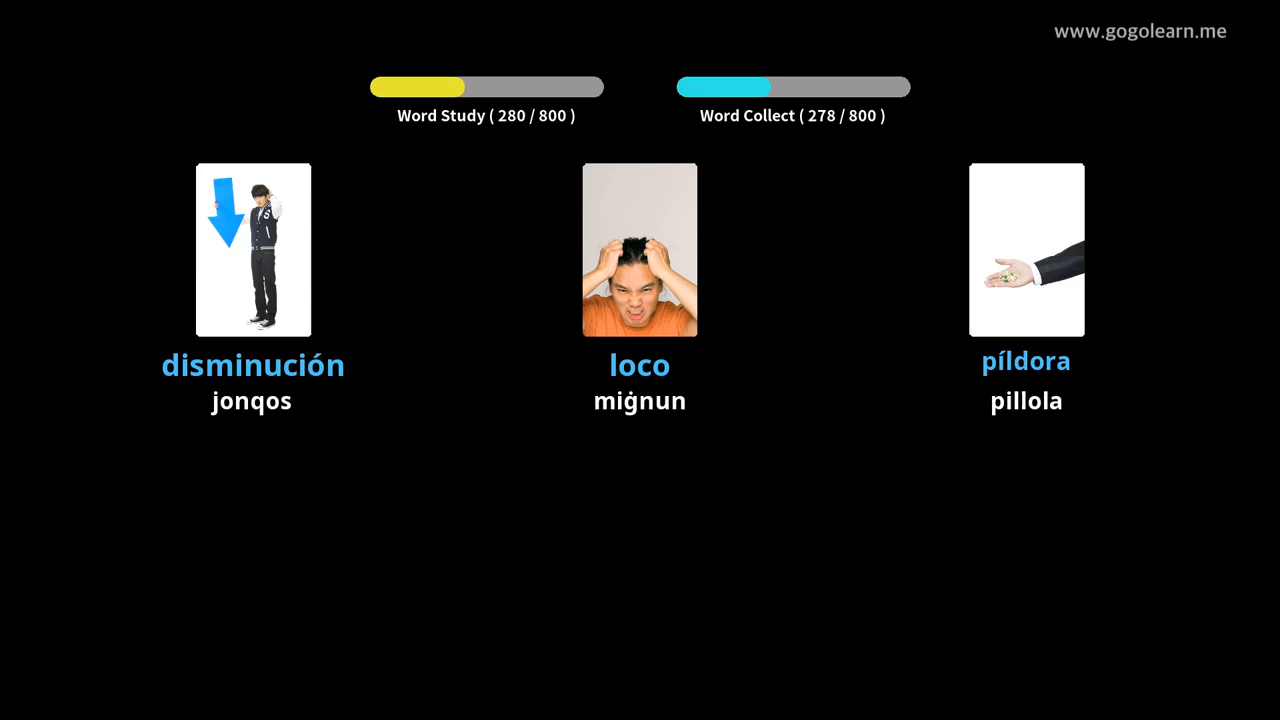 www.gogolearn.me
Word Study ( 280 / 800 )
Word Collect ( 278 / 800 )
disminución
loco
píldora
jonqos
miġnun
pillola